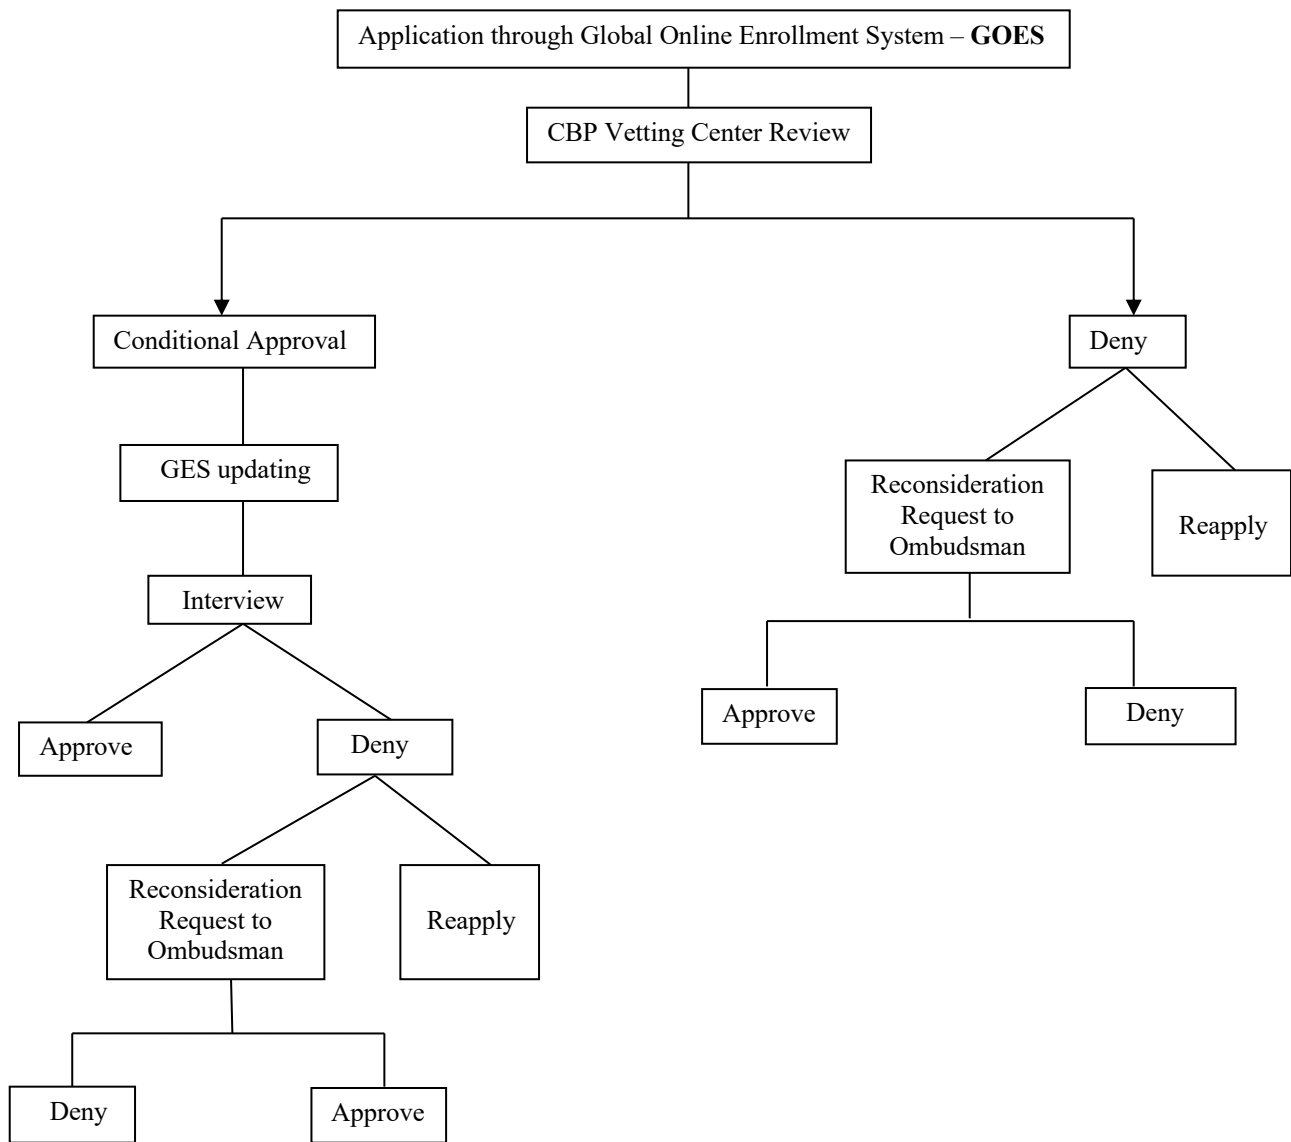 Application through Global Online Enrollment System – GOES
CBP Vetting Center Review
Conditional Approval
Deny
GES updating
Reconsideration
Request to
Ombudsman
Reapply
Interview
Approve
Deny
Approve
Deny
Reconsideration
Request to
Ombudsman
Reapply
Deny
Approve